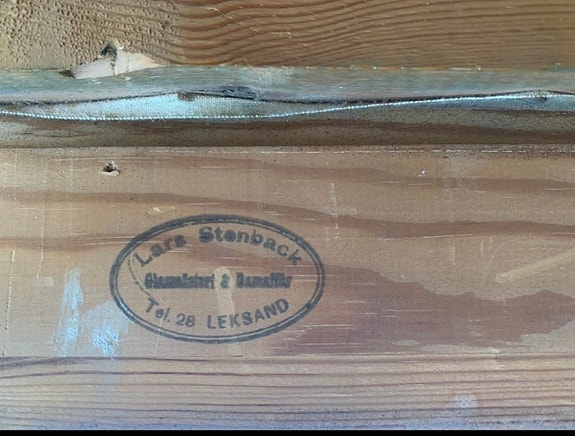 Lars Stenback
Glasmästeri & Ramaffär
Tel. 28 LEKSAND